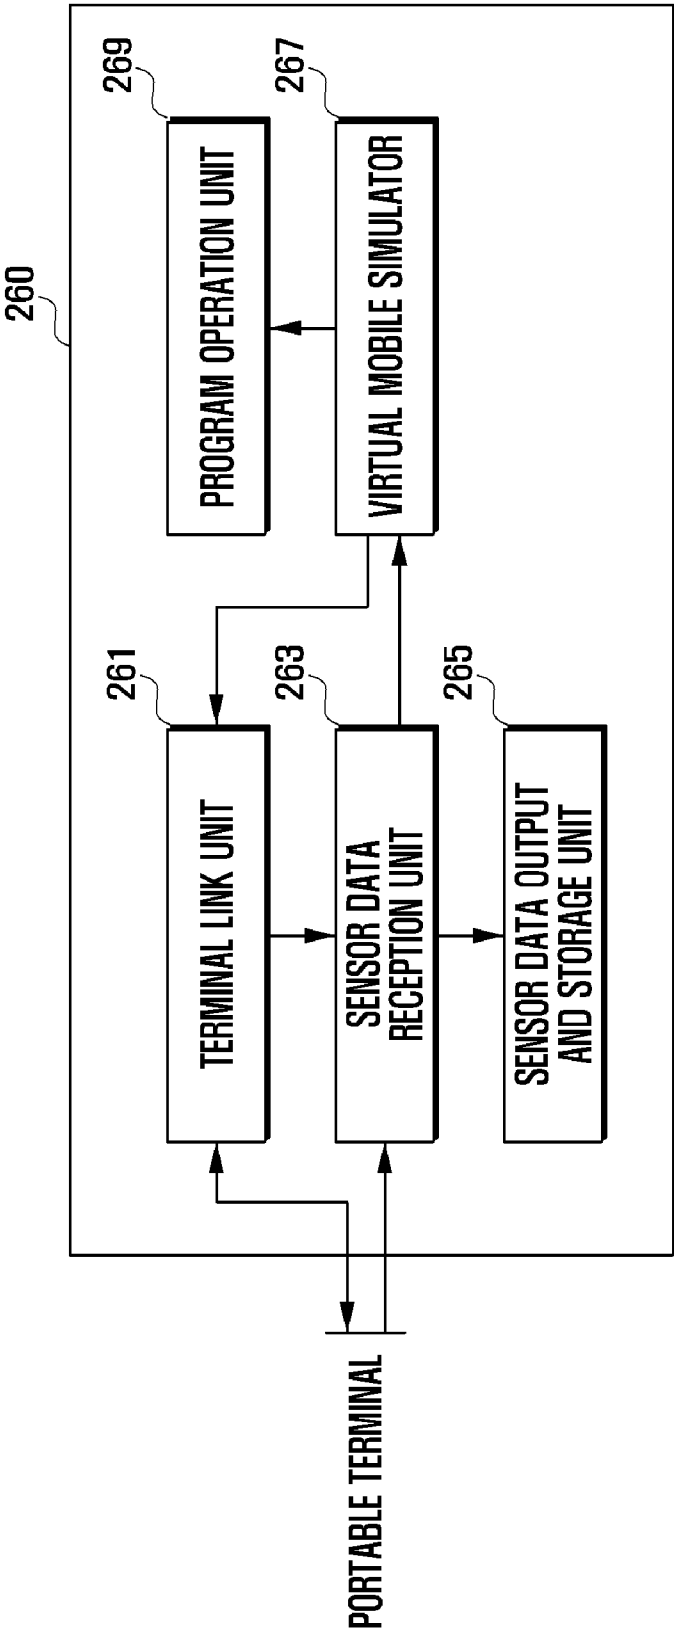 260
261
TERMINAL LINK UNIT
269
PROGRAM OPERATION UNIT
PORTABLE TERMINAL
263
SENSOR DATA
RECEPTION UNIT
267
VIRTUAL MOBILE SIMULATOR
265
SENSOR DATA OUTPUT
AND STORAGE UNIT